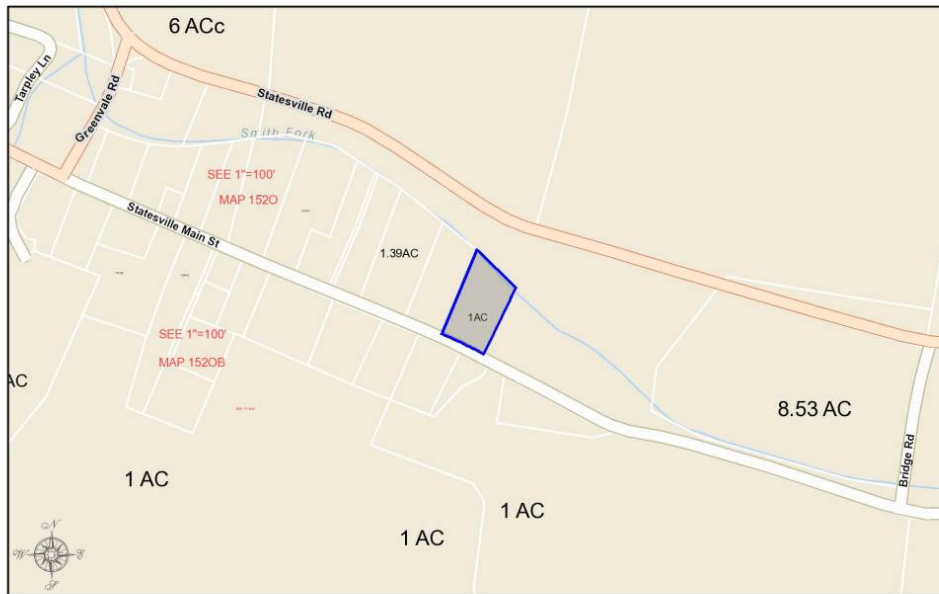 6 ACc
Tarpley Ln
Greenvale Rd
Statesville Rd
Smith Fork
SEE 1"=100'
MAP 152O
Statesville Main St
1.39AC
1AC
SEE 1"=100'
MAP 152OB
AC
8.53 AC
Bridge Rd
1 AC
1 AC
1 AC
N
W
E
S